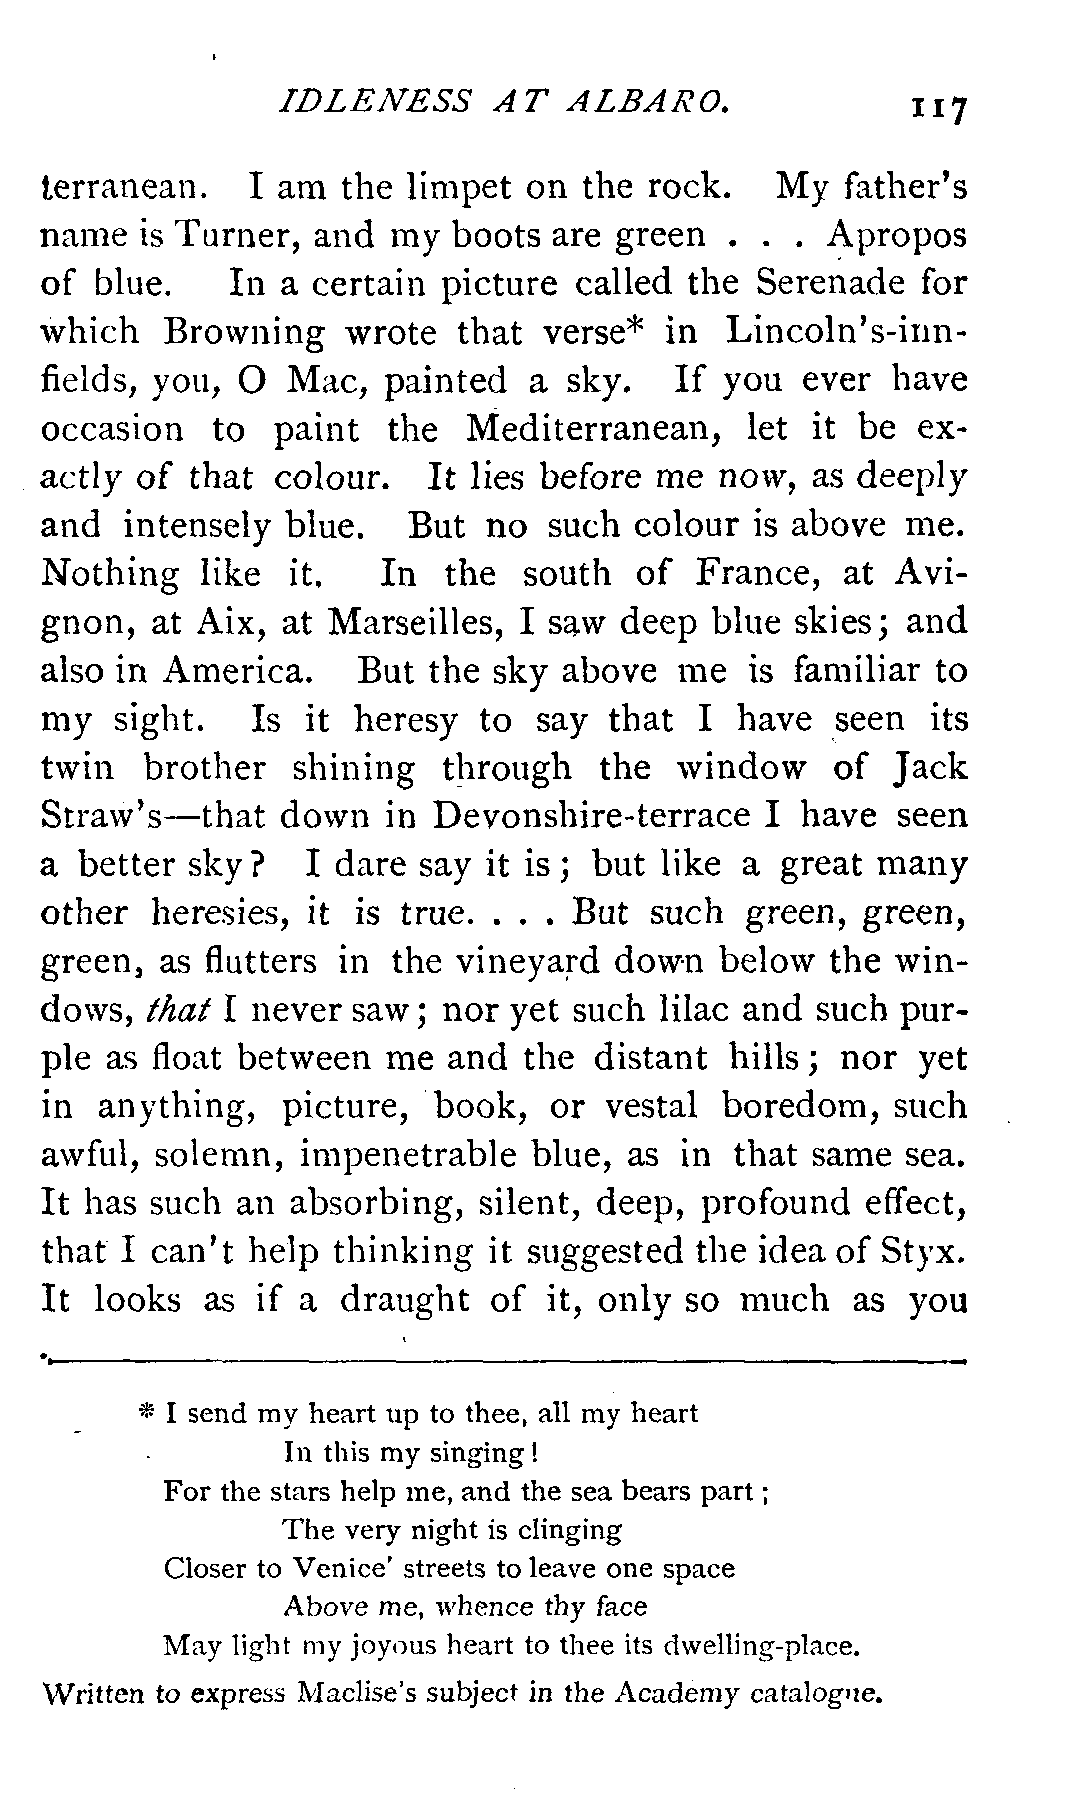 IDLENESS AT ALBARO. 117
terranean. I am the limpet on the rock. My father's
name is Turner, and my boots are green . . . Apropos
of blue. In a certain picture called the Serenade for
which Browning wrote that verse* in Lincoln's-inn-
fields, you, O Mac, painted a sky. If you ever have
occasion to paint the Mediterranean, let it be ex-
actly of that colour. It lies before me now, as deeply
and intensely blue. But no such colour is above me.
Nothing like it. In the south of France, at Avi-
gnon, at Aix, at Marseilles, I saw deep blue skies; and
also in America. But the sky above me is familiar to
my sight. Is it heresy to say that I have seen its
twin brother shining through the window of Jack
Straw's—that down in Devonshire-terrace I have seen
a better sky? I dare say it is; but like a great many
other heresies, it is true. . . . But such green, green,
green, as flutters in the vineyard down below the win-
dows, that I never saw; nor yet such lilac and such pur-
ple as float between me and the distant hills; nor yet
in anything, picture, book, or vestal boredom, such
awful, solemn, impenetrable blue, as in that same sea.
It has such an absorbing, silent, deep, profound effect,
that I can't help thinking it suggested the idea of Styx.
It looks as if a draught of it, only so much as you
* I send my heart up to thee, all my heart
In this my singing!
For the stars help me, and the sea bears part;
The very night is clinging
Closer to Venice' streets to leave one space
Above me, whence thy face
May light my joyous heart to thee its dwelling-place.
Written to express Maclise's subject in the Academy catalogue.